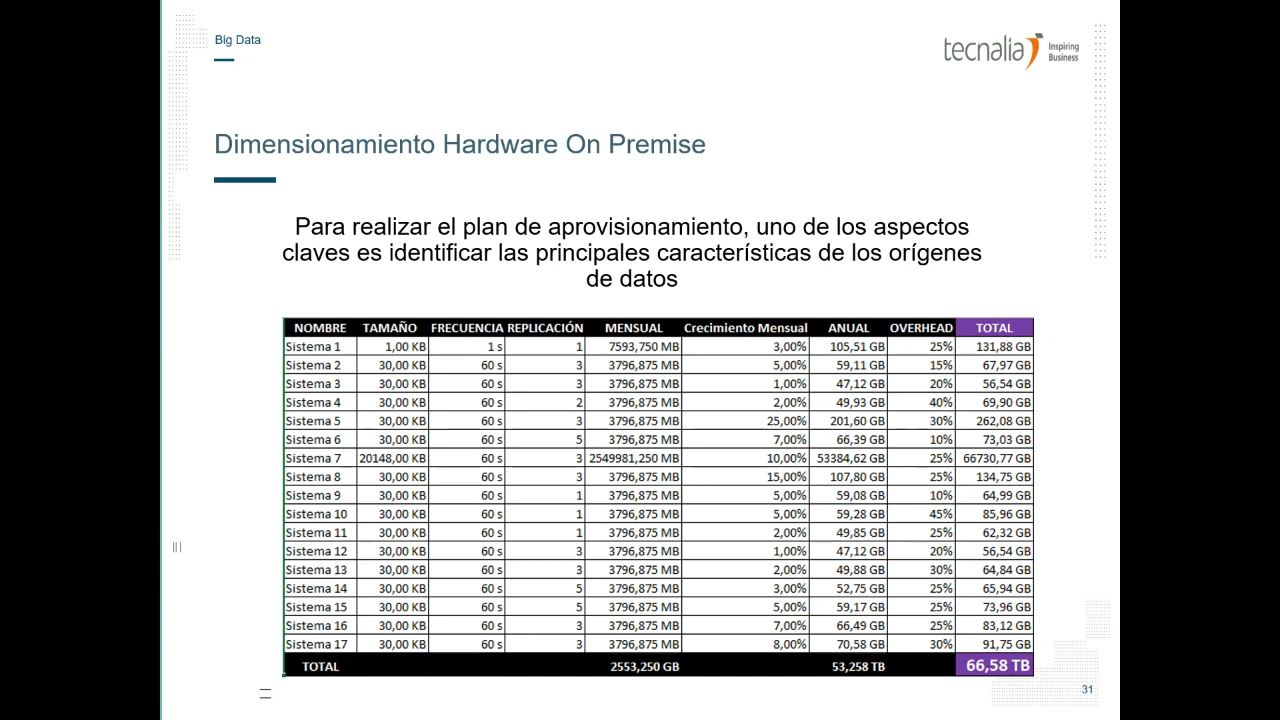 Big Data
tecnalia Inspiring Business
Dimensionamiento Hardware On Premise
Para realizar el plan de aprovisionamiento, uno de los aspectos
claves es identificar las principales características de los orígenes
de datos
NOMBRE TAMAÑO FRECUENCIA REPLICACIÓN MENSUAL Crecimiento Mensual ANUAL OVERHEAD TOTAL
Sistema 1 1,00 KB 1 s 1 7593,750 MB 3,00% 105,51 GB 25% 131,88 GB
Sistema 2 30,00 KB 60 s 3 3796,875 MB 5,00% 59,11 GB 15% 67,97 GB
Sistema 3 30,00 KB 60 s 3 3796,875 MB 1,00% 47,12 GB 20% 56,54 GB
Sistema 4 30,00 KB 60 s 2 3796,875 MB 2,00% 49,93 GB 40% 69,90 GB
Sistema 5 30,00 KB 60 s 3 3796,875 MB 25,00% 201,60 GB 30% 262,08 GB
Sistema 6 30,00 KB 60 s 5 3796,875 MB 7,00% 66,39 GB 10% 73,03 GB
Sistema 7 20148,00 KB 60 s 3 2549981,250 MB 10,00% 53384,62 GB 25% 66730,77 GB
Sistema 8 30,00 KB 60 s 3 3796,875 MB 15,00% 107,80 GB 25% 134,75 GB
Sistema 9 30,00 KB 60 s 1 3796,875 MB 5,00% 59,08 GB 10% 64,99 GB
Sistema 10 30,00 KB 60 s 1 3796,875 MB 5,00% 59,28 GB 45% 85,96 GB
Sistema 11 30,00 KB 60 s 1 3796,875 MB 2,00% 49,85 GB 25% 62,32 GB
Sistema 12 30,00 KB 60 s 3 3796,875 MB 1,00% 47,12 GB 20% 56,54 GB
Sistema 13 30,00 KB 60 s 3 3796,875 MB 2,00% 49,88 GB 30% 64,84 GB
Sistema 14 30,00 KB 60 s 5 3796,875 MB 3,00% 52,75 GB 25% 65,94 GB
Sistema 15 30,00 KB 60 s 5 3796,875 MB 5,00% 59,17 GB 25% 73,96 GB
Sistema 16 30,00 KB 60 s 3 3796,875 MB 7,00% 66,49 GB 25% 83,12 GB
Sistema 17 30,00 KB 60 s 3 3796,875 MB 8,00% 70,58 GB 30% 91,75 GB
TOTAL 2553,250 GB 53,258 TB 66,58 TB
31